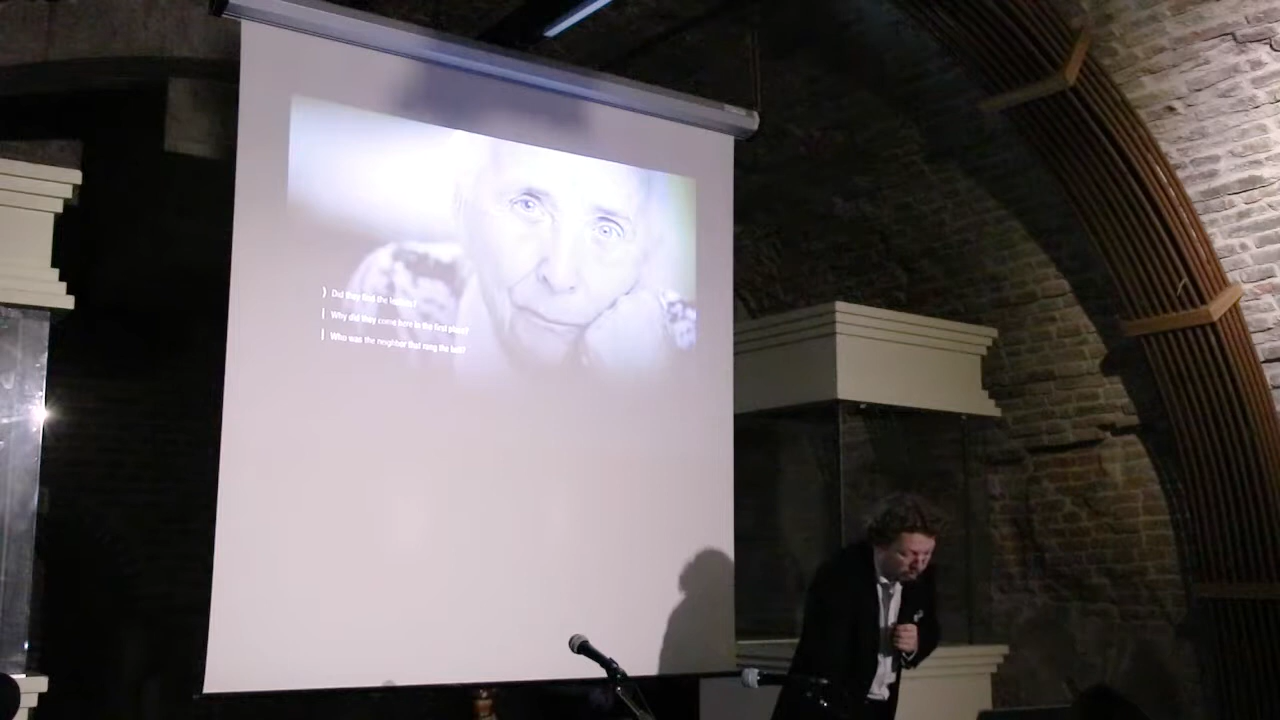 Did they find the
Why did they come here in the first place?
Who was the neighbor that rang the bell?